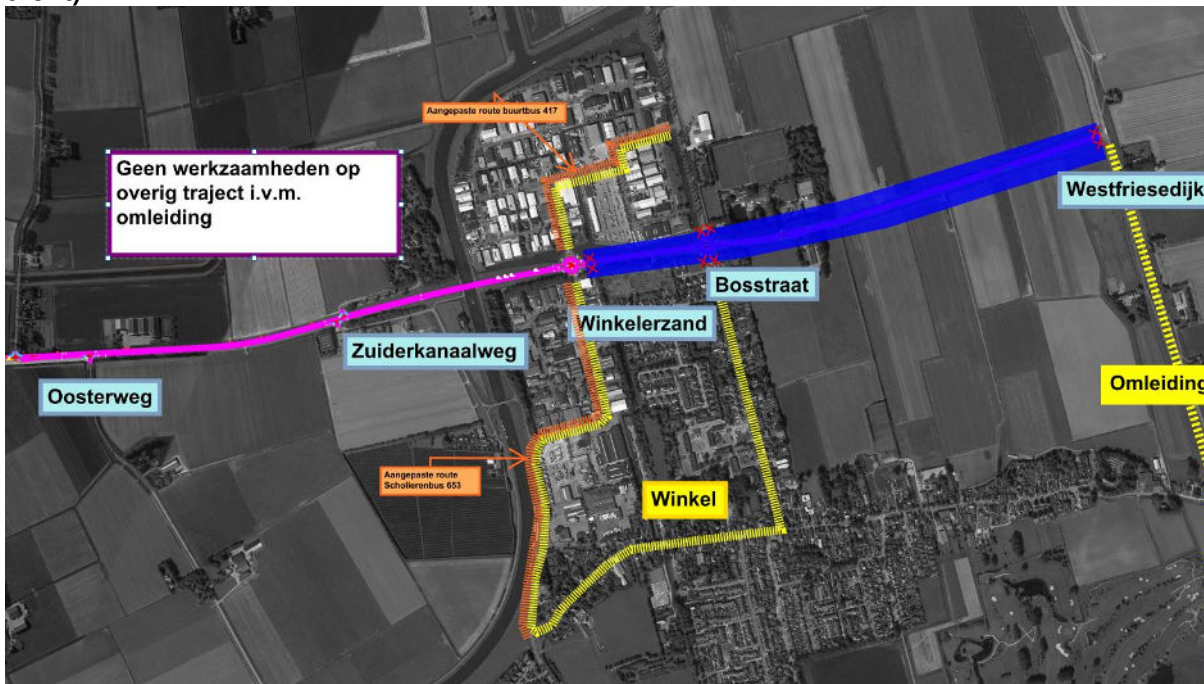 Aangepaste route buurtbus 417
Geen werkzaamheden op
overig traject i.v.m.
omleiding
Westfriesedijk
Bosstraat
Winkelerzand
Zuiderkanaalweg
Oosterweg
Omleiding
Aangepaste route
Scholierenbus 653
Winkel